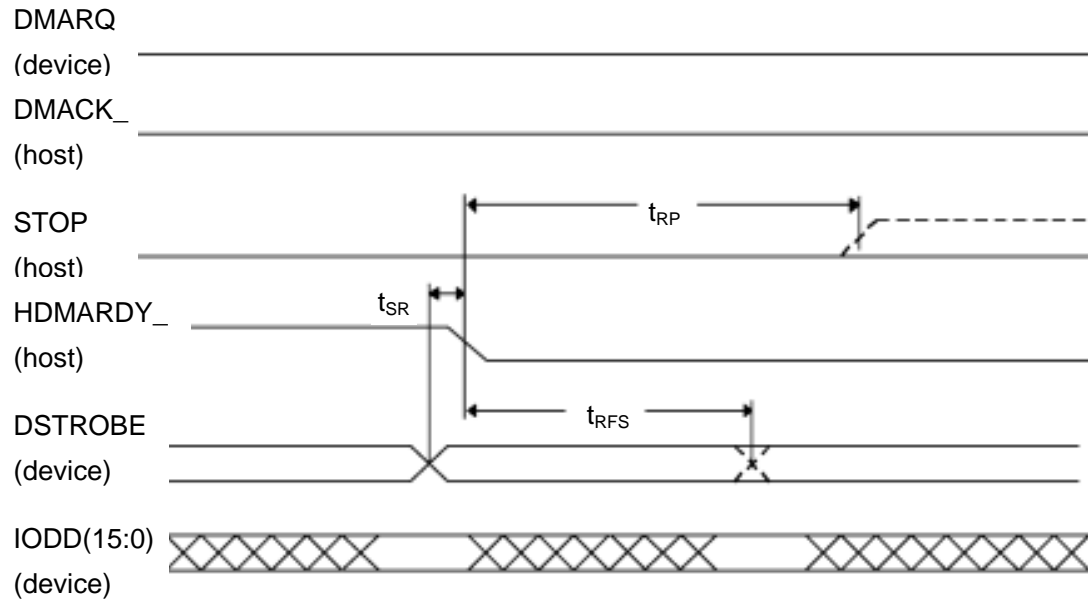 DMARQ
(device)
DMACK_
(host)
STOP
(host)
HDMARDY_
(host)
DSTROBE
(device)
IODD(15:0)
(device)
tRP
tSR
tRFS